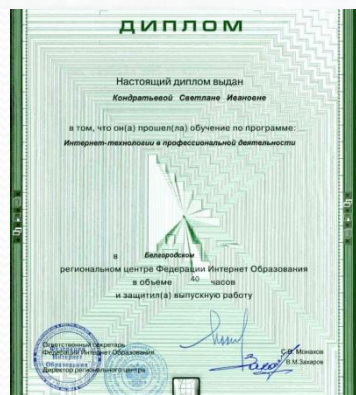 ДИПЛОМ
Настоящий диплом выдан
Кондратьевой Светлане Ивановне
в том, что он(а) прошел(ла) обучение по программе:
Интернет-технологии в профессиональной деятельности
в Белгородском
региональном центре Федерации Интернет Образования
в объеме 40 часов
и защитил(а) выпускную работу
Ответственный секретарь
Федерации Интернет Образования
С.В. Монахов
В.М.Захаров
Директор регионального центра